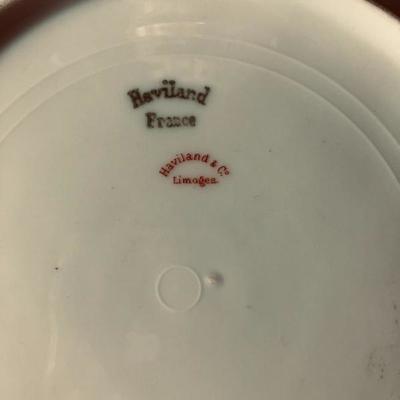 Haviland
France
Haviland & Co
Limoges